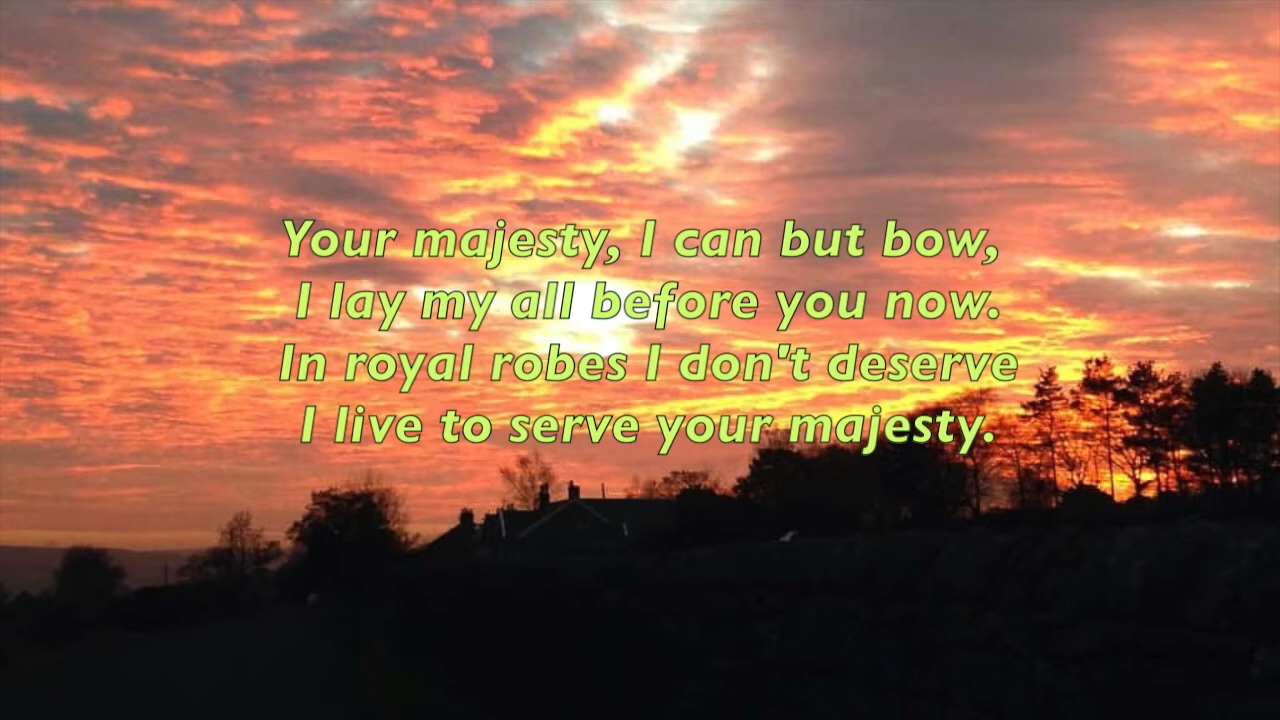 Your majesty, I can but bow,
I lay my all before you now.
In royal robes I don't deserve
I live to serve your majesty.